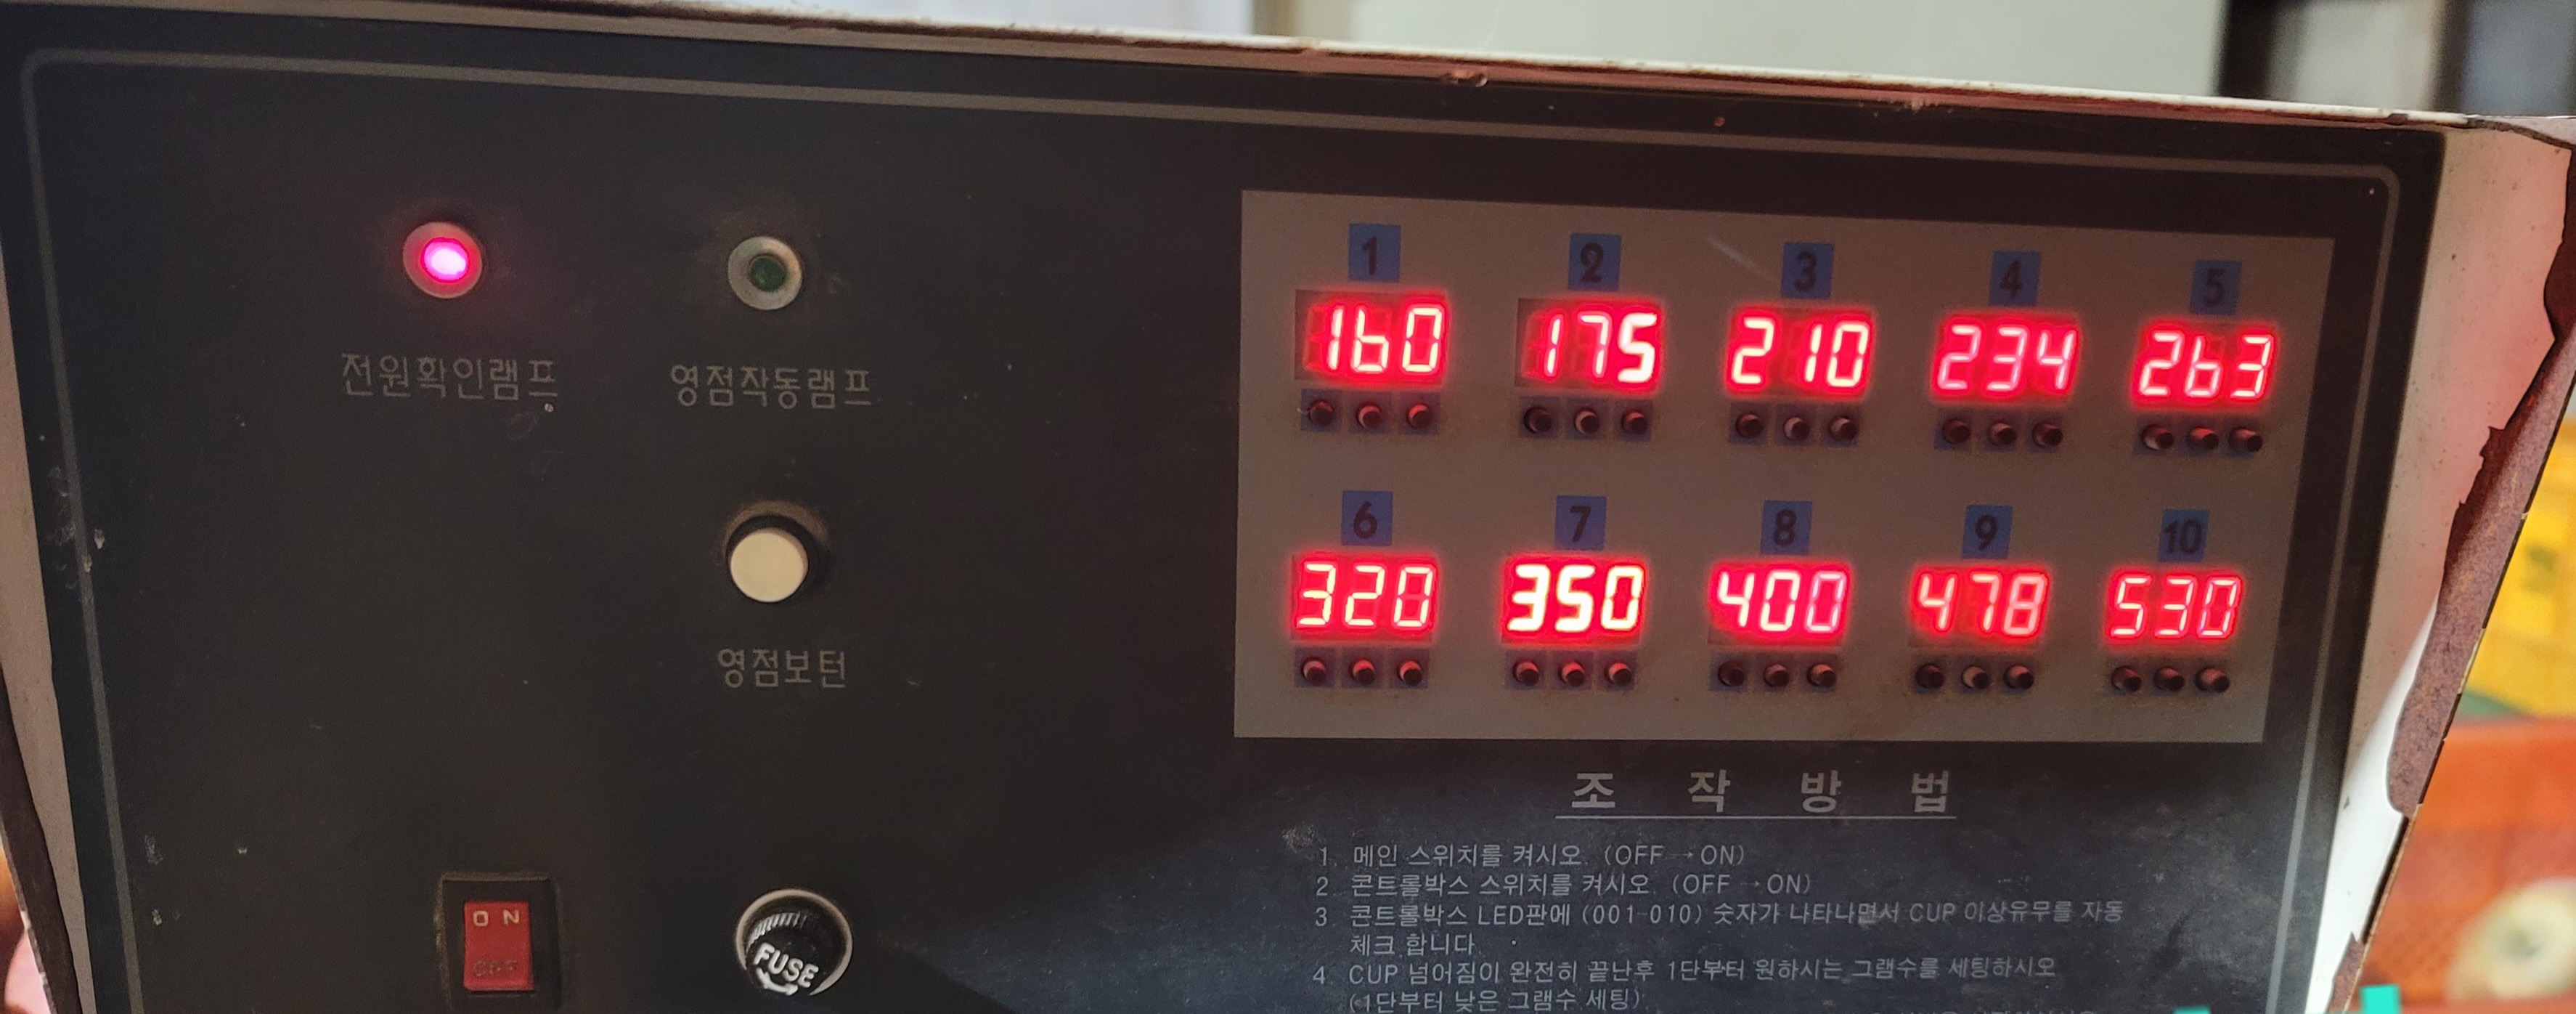 1 2 3 4 5
160 175 210 234 263
6 7 8 9 10
320 350 400 478 530
전원확인램프 영점작동램프
영점보턴
ON
OFF
FUSE
조 작 방 법
1. 메인 스위치를 켜시오. (OFF→ON)
2. 콘트롤박스 스위치를 켜시오. (OFF→ON)
3. 콘트롤박스 LED판에 (001-010) 숫자가 나타나면서 CUP 이상유무를 자동
체크 합니다.
4. CUP 넘어짐이 완전히 끝난후 1단부터 원하시는 그램수를 세팅하시오
(1단부터 낮은 그램수 세팅).